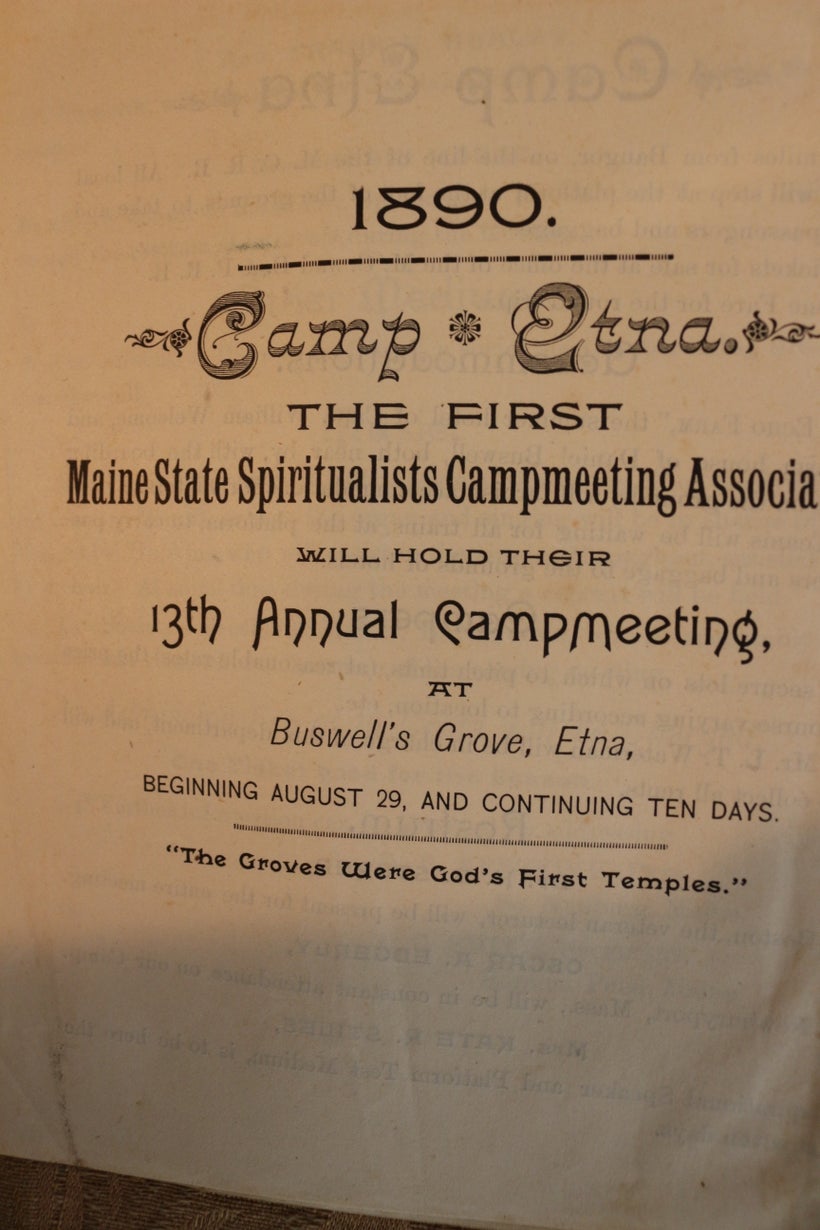 1890.
Camp Etna.
THE FIRST
Maine State Spiritualists Campmeeting Associa
WILL HOLD THEIR
13th Annual Campmeeting,
AT
Buswell's Grove, Etna,
BEGINNING AUGUST 29, AND CONTINUING TEN DAYS.
"The Groves Were God's First Temples."